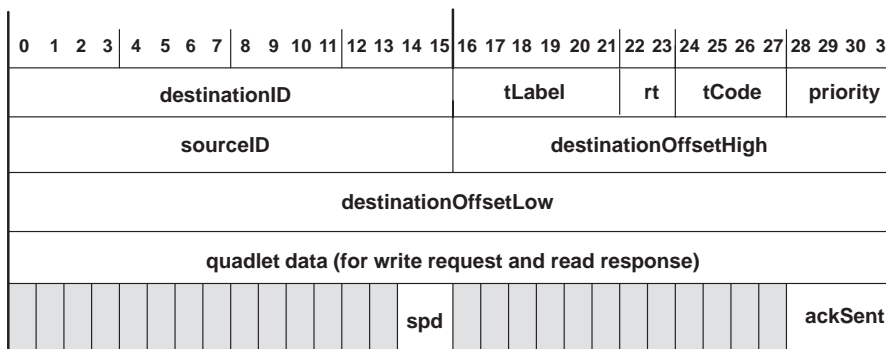 0 1 2 3 4 5 6 7 8 9 10 11 12 13 14 15 16 17 18 19 20 21 22 23 24 25 26 27 28 29 30 3
destinationID tLabel rt tCode priority
sourceID destinationOffsetHigh
destinationOffsetLow
quadlet data (for write request and read response)
spd ackSent